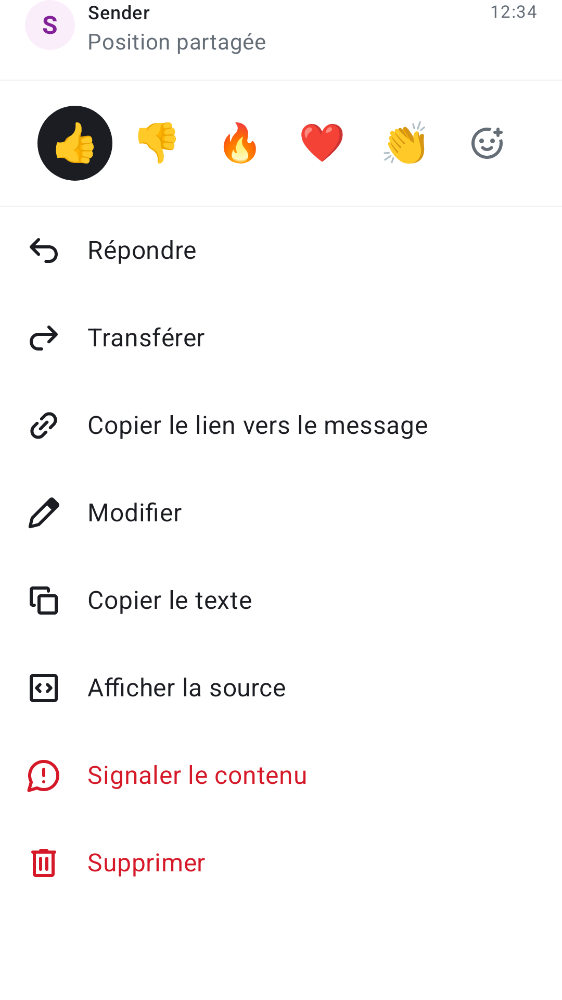 S
Sender
12:34
Position partagée
Répondre
Transférer
Copier le lien vers le message
Modifier
Copier le texte
Afficher la source
Signaler le contenu
Supprimer